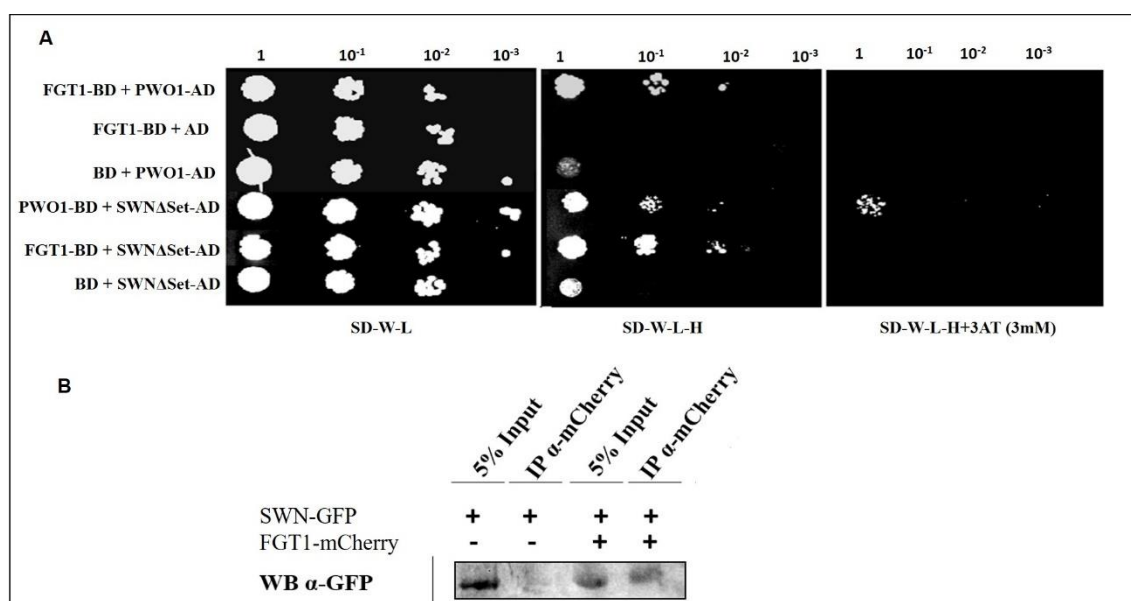 A
1 10-1 10-2 10-3 1 10-1 10-2 10-3 1 10-1 10-2 10-3
FGT1-BD + PWO1-AD
FGT1-BD + AD
BD + PWO1-AD
PWO1-BD + SWNΔSet-AD
FGT1-BD + SWNΔSet-AD
BD + SWNΔSet-AD
SD-W-L SD-W-L-H SD-W-L-H+3AT (3mM)
B
5% Input IP α-mCherry 5% Input IP α-mCherry
SWN-GFP + + + +
FGT1-mCherry - - + +
WB α-GFP